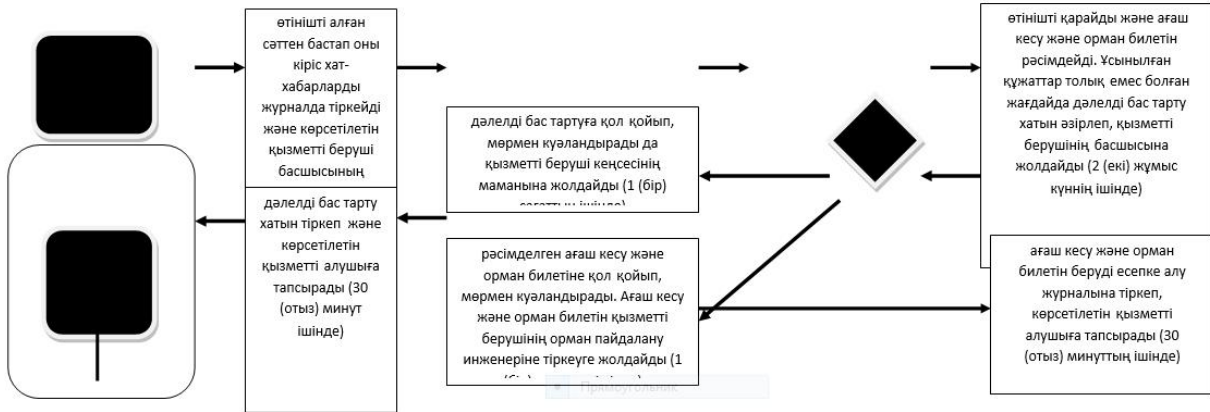 өтінішті алған
сәттен бастап оны
кіріс хат-
хабарларды
журналда тіркейді
және көрсетілетін
қызметті беруші
басшысының
дәлелді бас тарту
хатын тіркеп және
көрсетілетін
қызметті алушыға
тапсырады (30
(отыз) минут
ішінде)
дәлелді бас тартуға қол қойып,
мөрмен куәландырады да
қызметті беруші кеңсесінің
маманына жолдайды (1 (бір)
рәсімделген ағаш кесу және
орман билетіне қол қойып,
мөрмен куәландырады. Ағаш кесу
және орман билетін қызметті
берушінің орман пайдалану
инженеріне тіркеуге жолдайды (1
өтінішті қарайды және ағаш
кесу және орман билетін
рәсімдейді. Ұсынылған
құжаттар толық емес болған
жағдайда дәлелді бас тарту
хатын әзірлеп, қызметті
берушінің басшысына
жолдайды (2 (екі) жұмыс
күннің ішінде)
ағаш кесу және орман
билетін беруді есепке алу
журналына тіркеп,
көрсетілетін қызметті
алушыға тапсырады (30
(отыз) минуттың ішінде)
Прямоугольник